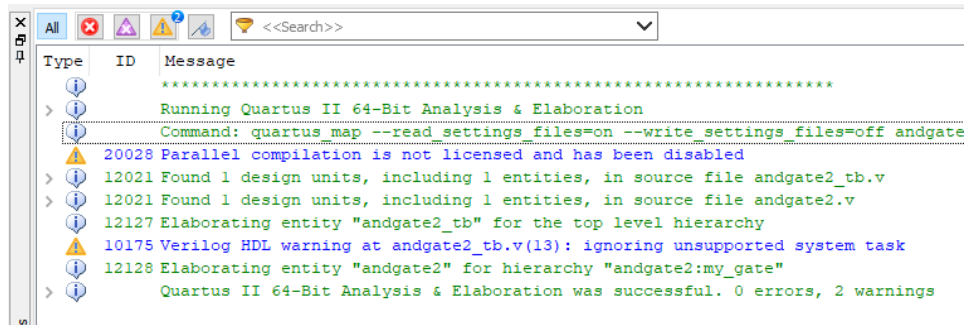 All 2 <<Search>>
Type ID Message
*******************************************************************
Running Quartus II 64-Bit Analysis & Elaboration
Command: quartus_map --read_settings_files=on --write_settings_files=off andgate
20028 Parallel compilation is not licensed and has been disabled
12021 Found 1 design units, including 1 entities, in source file andgate2_tb.v
12021 Found 1 design units, including 1 entities, in source file andgate2.v
12127 Elaborating entity "andgate2_tb" for the top level hierarchy
10175 Verilog HDL warning at andgate2_tb.v(13): ignoring unsupported system task
12128 Elaborating entity "andgate2" for hierarchy "andgate2:my_gate"
Quartus II 64-Bit Analysis & Elaboration was successful. 0 errors, 2 warnings